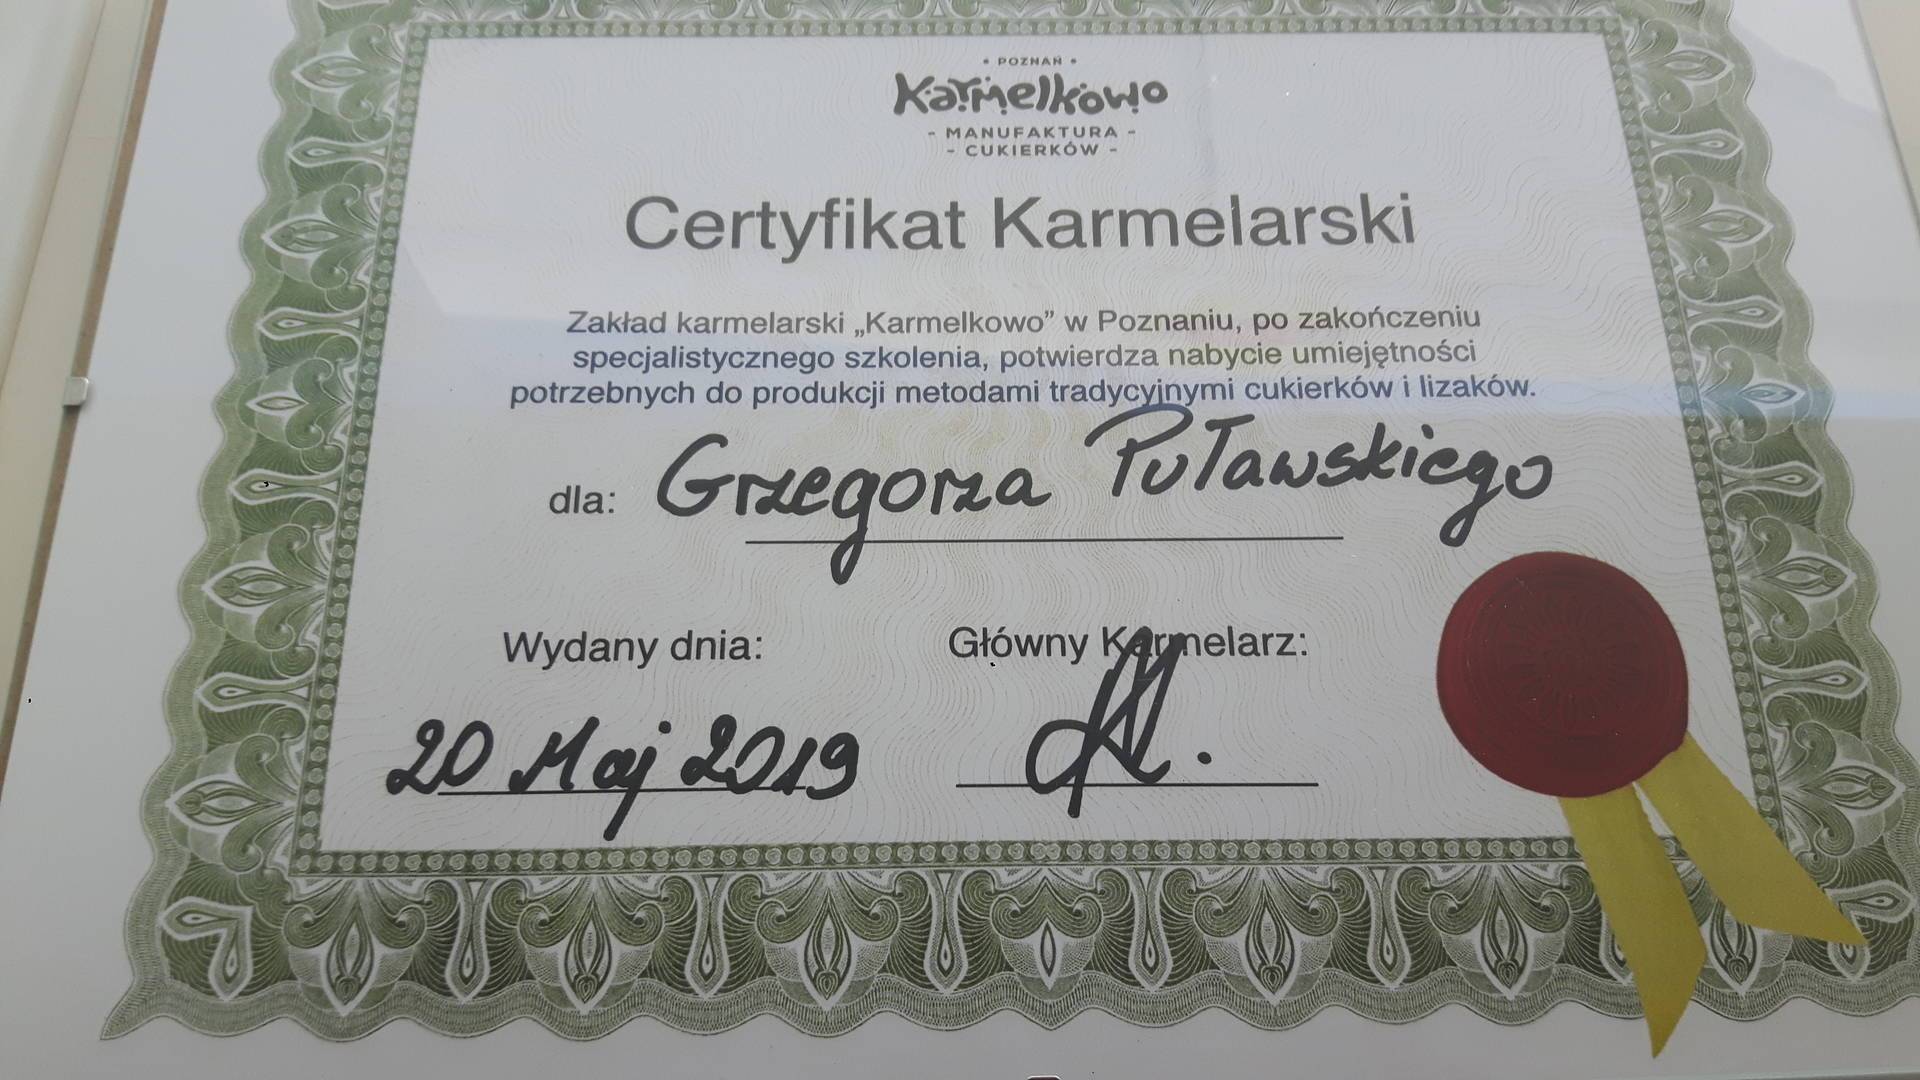 • POZNAŃ •
Karmelkowo
- MANUFAKTURA -
- CUKIERKÓW -
Certyfikat Karmelarski
Zakład karmelarski „Karmelkowo” w Poznaniu, po zakończeniu
specjalistycznego szkolenia, potwierdza nabycie umiejętności
potrzebnych do produkcji metodami tradycyjnymi cukierków i lizaków.
dla: Grzegorza Puławskiego
Wydany dnia: Główny Karmelarz:
20 Maj 2019